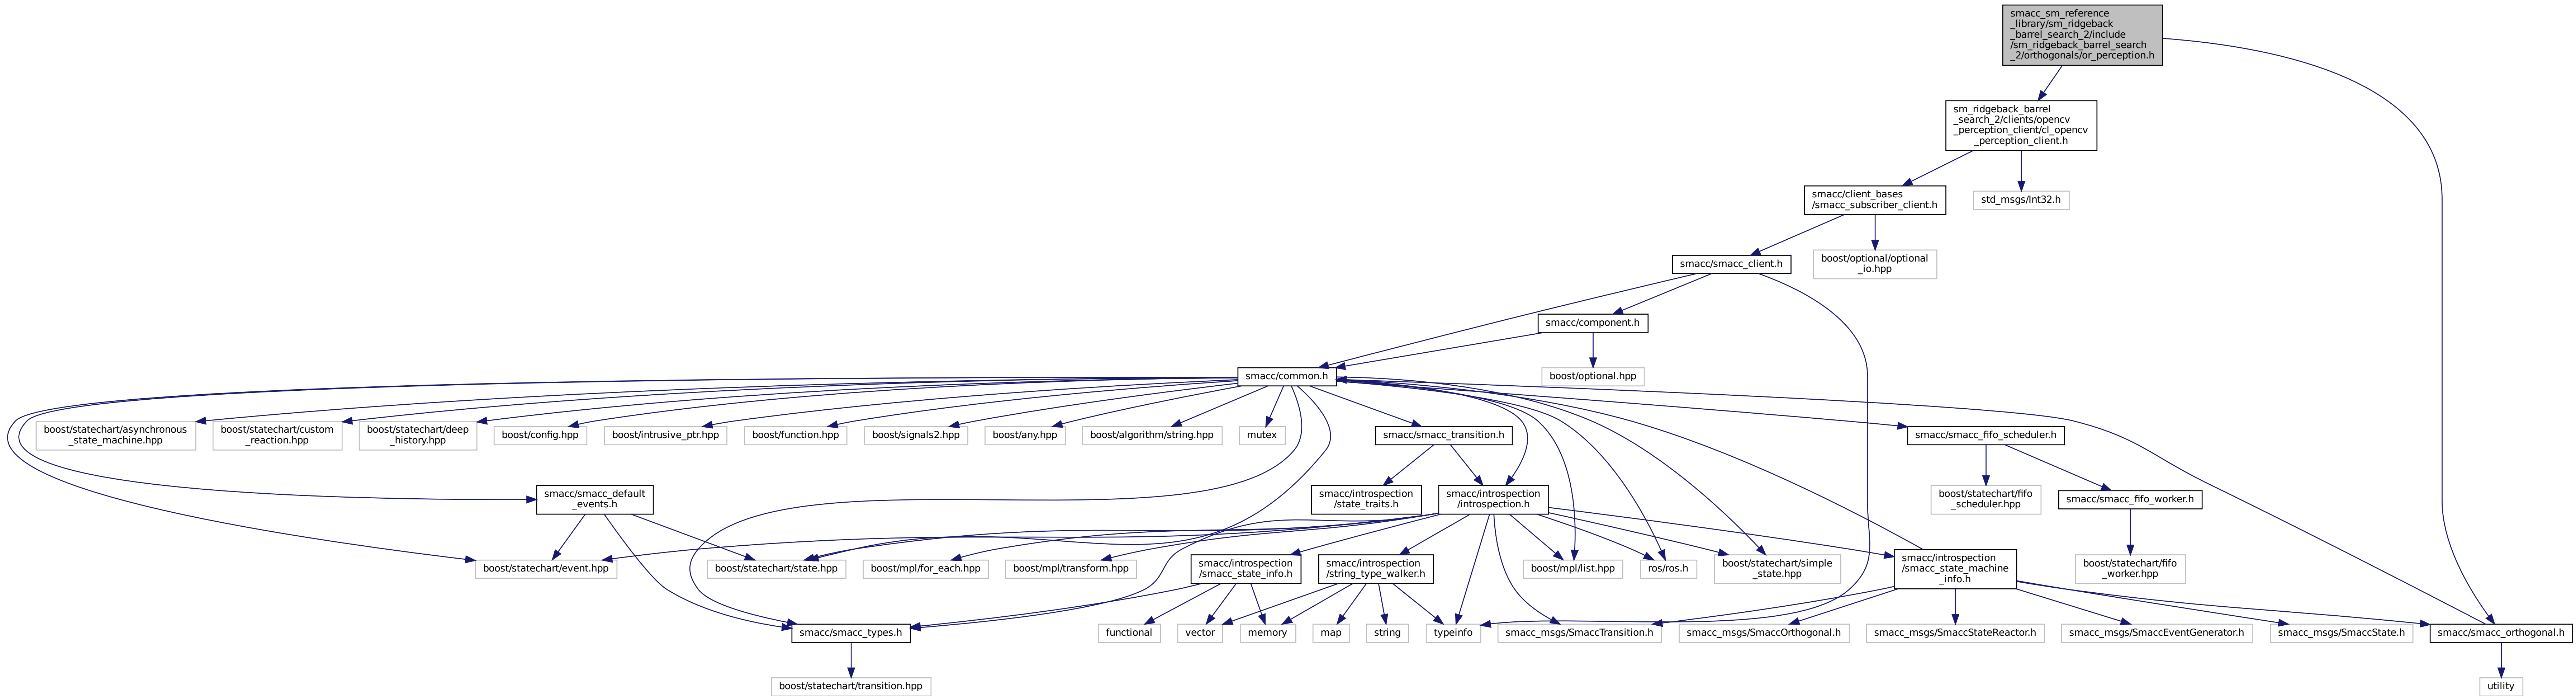 smacc_sm_reference
_library/sm_ridgeback
_barrel_search_2/include
/sm_ridgeback_barrel_search
_2/orthogonals/or_perception.h
sm_ridgeback_barrel
_search_2/clients/opencv
_perception_client/cl_opencv
_perception_client.h
smacc/client_bases
/smacc_subscriber_client.h
std_msgs/Int32.h
smacc/smacc_client.h
boost/optional/optional
_io.hpp
smacc/component.h
smacc/common.h
boost/optional.hpp
boost/statechart/asynchronous
_state_machine.hpp
boost/statechart/custom
_reaction.hpp
boost/statechart/deep
_history.hpp
boost/config.hpp
boost/intrusive_ptr.hpp
boost/function.hpp
boost/signals2.hpp
boost/any.hpp
boost/algorithm/string.hpp
mutex
smacc/smacc_transition.h
smacc/smacc_fifo_scheduler.h
smacc/smacc_default
_events.h
smacc/introspection
/state_traits.h
smacc/introspection
/introspection.h
boost/statechart/fifo
_scheduler.hpp
smacc/smacc_fifo_worker.h
boost/statechart/event.hpp
boost/statechart/state.hpp
boost/mpl/for_each.hpp
boost/mpl/transform.hpp
smacc/introspection
/smacc_state_info.h
smacc/introspection
/string_type_walker.h
boost/mpl/list.hpp
ros/ros.h
boost/statechart/simple
_state.hpp
smacc/introspection
/smacc_state_machine
_info.h
boost/statechart/fifo
_worker.hpp
smacc/smacc_types.h
functional
vector
memory
map
string
typeinfo
smacc_msgs/SmaccTransition.h
smacc_msgs/SmaccOrthogonal.h
smacc_msgs/SmaccStateReactor.h
smacc_msgs/SmaccEventGenerator.h
smacc_msgs/SmaccState.h
smacc/smacc_orthogonal.h
boost/statechart/transition.hpp
utility